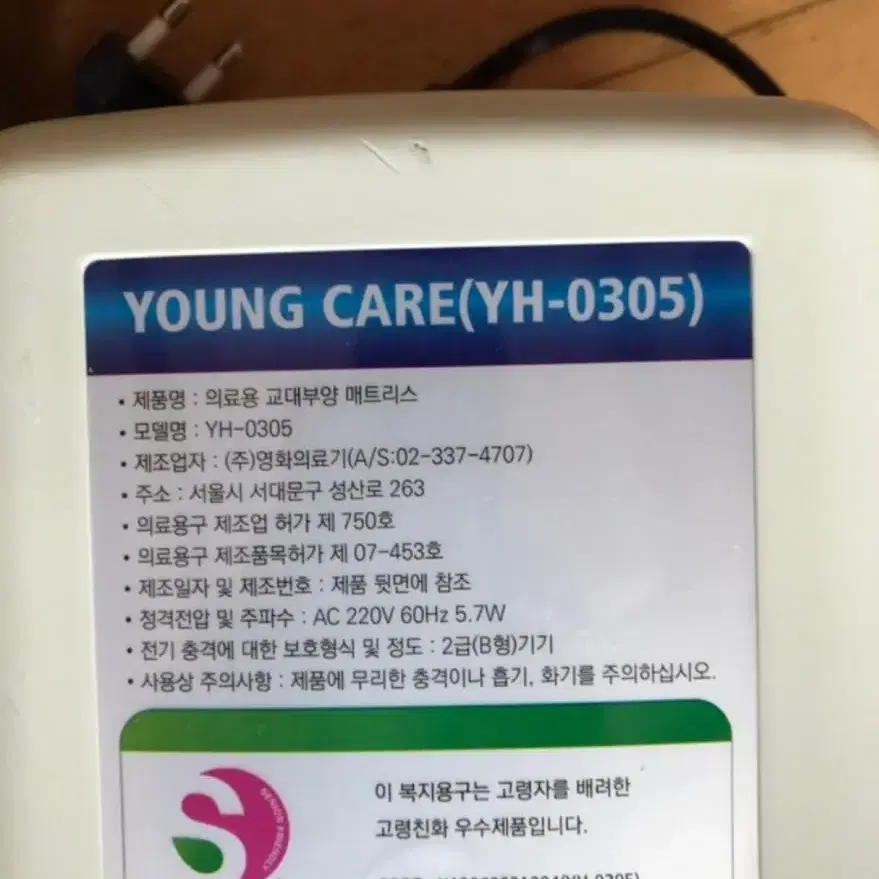 YOUNG CARE(YH-0305)
• 제품명 : 의료용 교대부양 매트리스
• 모델명 : YH-0305
• 제조업자 : (주)영화의료기(A/S:02-337-4707)
• 주소 : 서울시 서대문구 성산로 263
• 의료용구 제조업 허가 제 750호
• 의료용구 제조품목허가 제 07-453호
• 제조일자 및 제조번호 : 제품 뒷면에 참조
• 청격전압 및 주파수 : AC 220V 60Hz 5.7W
• 전기 충격에 대한 보호형식 및 정도 : 2급(B형)기기
• 사용상 주의사항 : 제품에 무리한 충격이나 흡기, 화기를 주의하십시오.
SENIOR FRIENDLY
이 복지용구는 고령자를 배려한
고령친화 우수제품입니다.